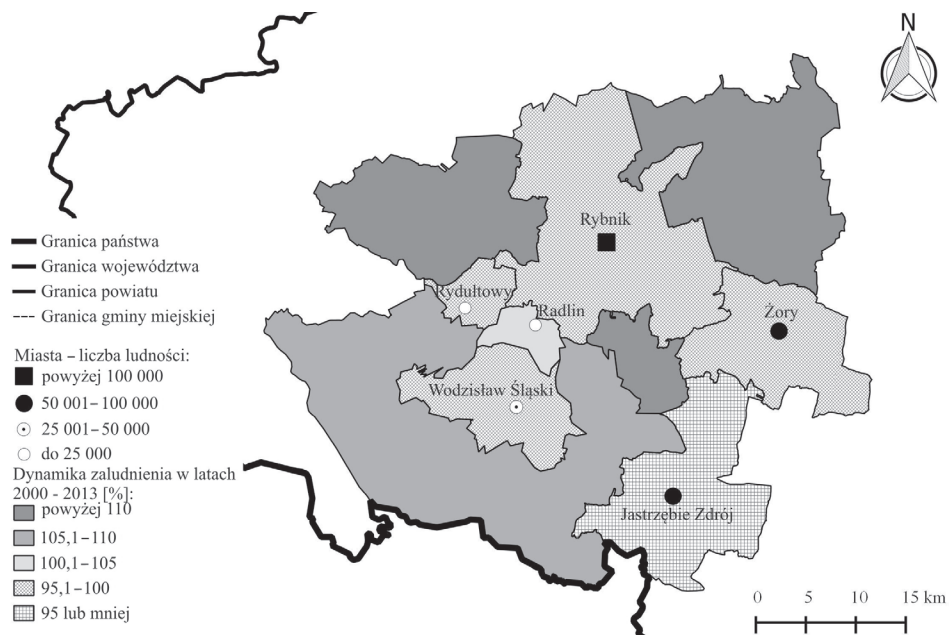 N
Rybnik
Rydułtowy
Radlin
Żory
Wodzisław Śląski
Jastrzębie Zdrój
Granica państwa
Granica województwa
Granica powiatu
Granica gminy miejskiej
Miasta – liczba ludności:
powyżej 100 000
50 001–100 000
25 001–50 000
do 25 000
Dynamika zaludnienia w latach
2000 - 2013 [%]:
powyżej 110
105,1–110
100,1–105
95,1–100
95 lub mniej
0 5 10 15 km